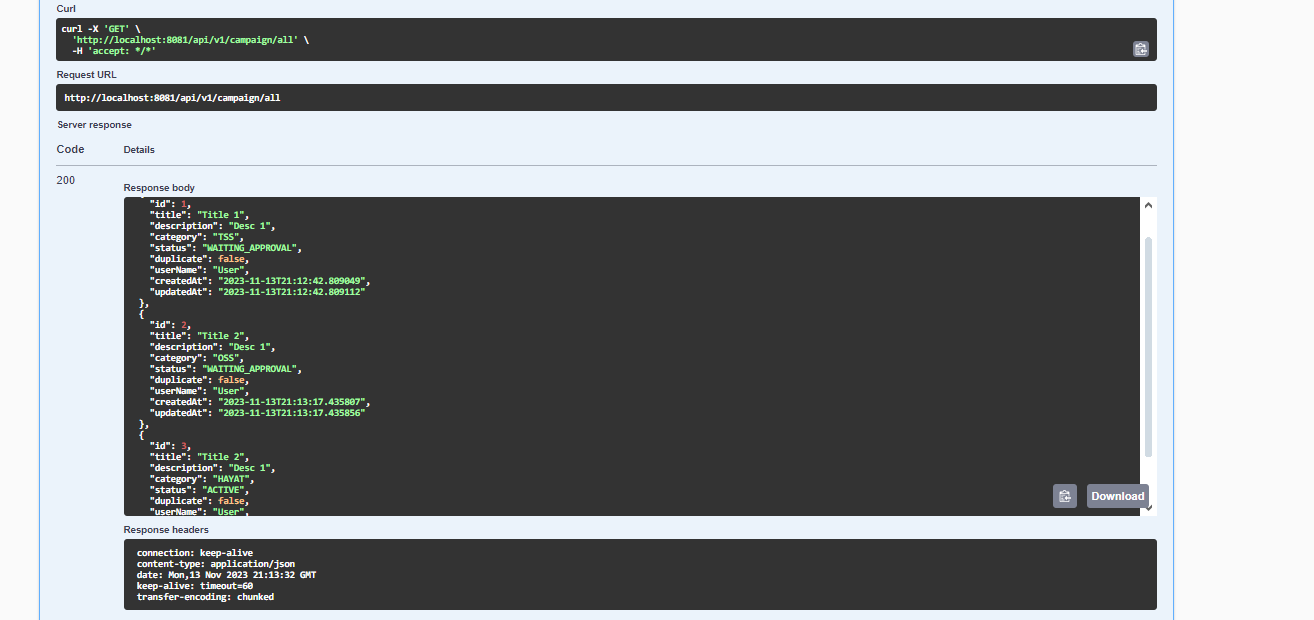 Curl
curl -X 'GET' \
'http://localhost:8081/api/v1/campaign/all' \
-H 'accept: */*'
Request URL
http://localhost:8081/api/v1/campaign/all
Server response
Code Details
200
Response body
"id": 1,
"title": "Title 1",
"description": "Desc 1",
"category": "TSS",
"status": "WAITING_APPROVAL",
"duplicate": false,
"userName": "User",
"createdAt": "2023-11-13T21:12:42.809049",
"updatedAt": "2023-11-13T21:12:42.809112"
},
{
"id": 2,
"title": "Title 2",
"description": "Desc 1",
"category": "OSS",
"status": "WAITING_APPROVAL",
"duplicate": false,
"userName": "User",
"createdAt": "2023-11-13T21:13:17.435807",
"updatedAt": "2023-11-13T21:13:17.435856"
},
{
"id": 3,
"title": "Title 2",
"description": "Desc 1",
"category": "HAYAT",
"status": "ACTIVE",
"duplicate": false,
"userName": "User",
Download
Response headers
connection: keep-alive
content-type: application/json
date: Mon,13 Nov 2023 21:13:32 GMT
keep-alive: timeout=60
transfer-encoding: chunked